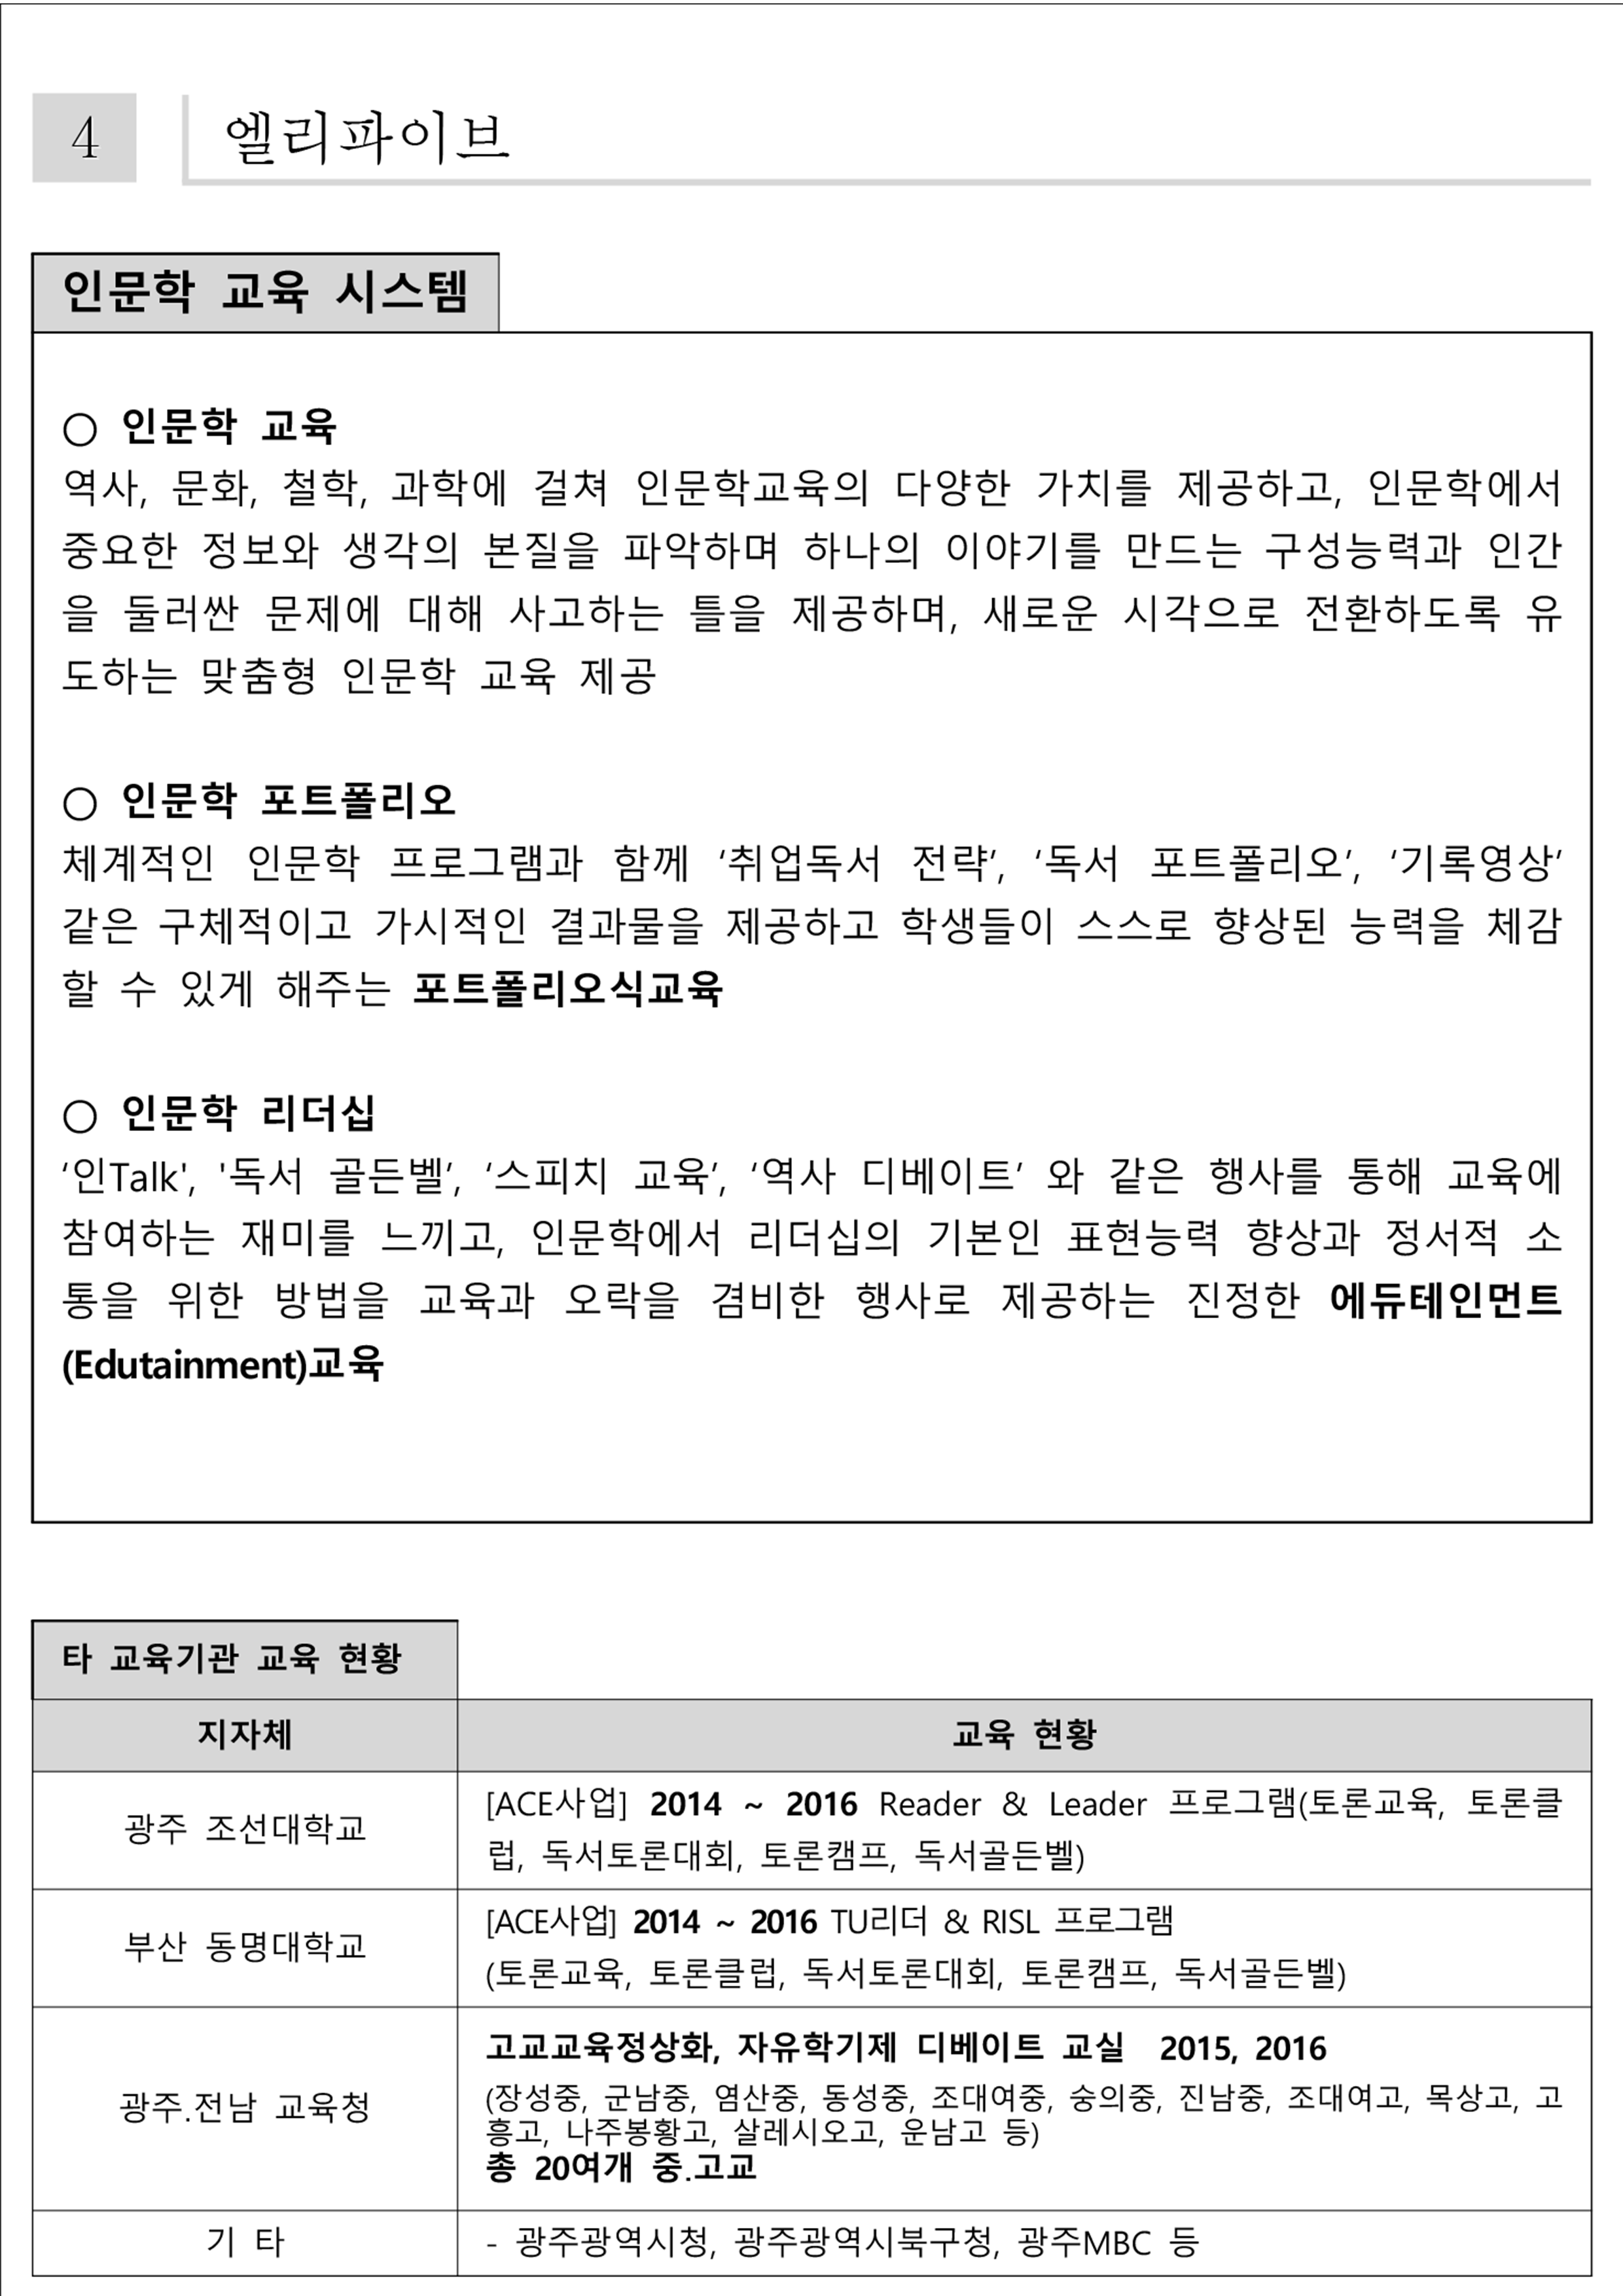 4 엘리파이브
인문학 교육 시스템
○ 인문학 교육
역사, 문화, 철학, 과학에 걸쳐 인문학교육의 다양한 가치를 제공하고, 인문학에서
중요한 정보와 생각의 본질을 파악하며 하나의 이야기를 만드는 구성능력과 인간
을 둘러싼 문제에 대해 사고하는 틀을 제공하며, 새로운 시각으로 전환하도록 유
도하는 맞춤형 인문학 교육 제공
○ 인문학 포트폴리오
체계적인 인문학 프로그램과 함께 ‘취업독서 전략’, ‘독서 포트폴리오’, ‘기록영상’
같은 구체적이고 가시적인 결과물을 제공하고 학생들이 스스로 향상된 능력을 체감
할 수 있게 해주는 포트폴리오식교육
○ 인문학 리더십
‘인Talk', '독서 골든벨’, ‘스피치 교육’, ‘역사 디베이트’ 와 같은 행사를 통해 교육에
참여하는 재미를 느끼고, 인문학에서 리더십의 기본인 표현능력 향상과 정서적 소
통을 위한 방법을 교육과 오락을 겸비한 행사로 제공하는 진정한 에듀테인먼트
(Edutainment)교육
타 교육기관 교육 현황
지자체 교육 현황
광주 조선대학교
[ACE사업] 2014 ~ 2016 Reader & Leader 프로그램(토론교육, 토론클
럽, 독서토론대회, 토론캠프, 독서골든벨)
부산 동명대학교
[ACE사업] 2014 ~ 2016 TU리더 & RISL 프로그램
(토론교육, 토론클럽, 독서토론대회, 토론캠프, 독서골든벨)
광주.전남 교육청
고교교육정상화, 자유학기제 디베이트 교실 2015, 2016
(장성중, 군남중, 염산중, 동성중, 조대여중, 숭의중, 진남중, 조대여고, 목상고, 고
흥고, 나주봉황고, 살레시오고, 운남고 등)
총 20여개 중.고교
기 타
- 광주광역시청, 광주광역시북구청, 광주MBC 등